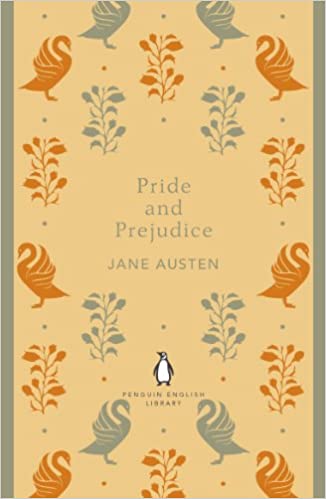 Pride
and
Prejudice
JANE AUSTEN
PENGUIN ENGLISH
LIBRARY